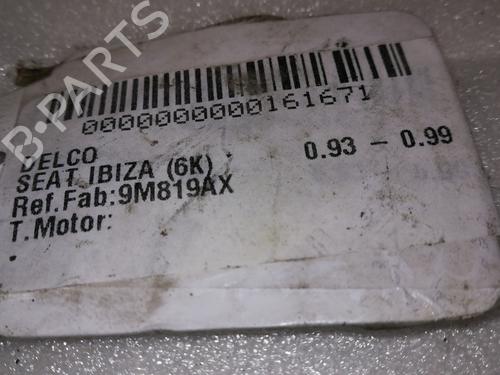 B-PARTS
0000000000161671
DELCO
SEAT IBIZA (6K) 0.93 - 0.99
Ref.Fab:9M819AX
T.Motor: